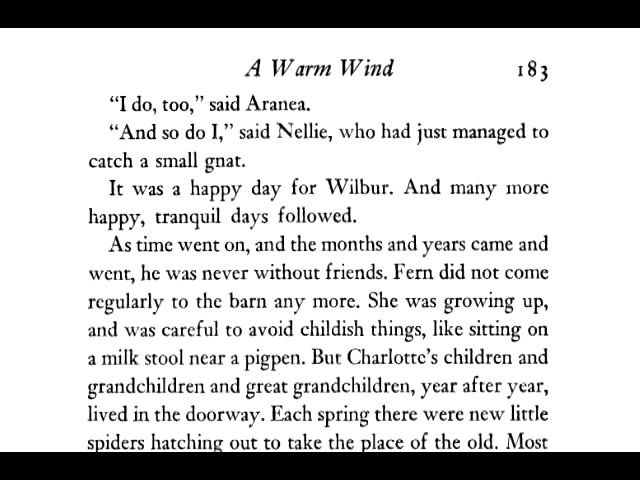 A Warm Wind 183
"I do, too," said Aranea.
"And so do I," said Nellie, who had just managed to
catch a small gnat.
It was a happy day for Wilbur. And many more
happy, tranquil days followed.
As time went on, and the months and years came and
went, he was never without friends. Fern did not come
regularly to the barn any more. She was growing up,
and was careful to avoid childish things, like sitting on
a milk stool near a pigpen. But Charlotte's children and
grandchildren and great grandchildren, year after year,
lived in the doorway. Each spring there were new little
spiders hatching out to take the place of the old. Most